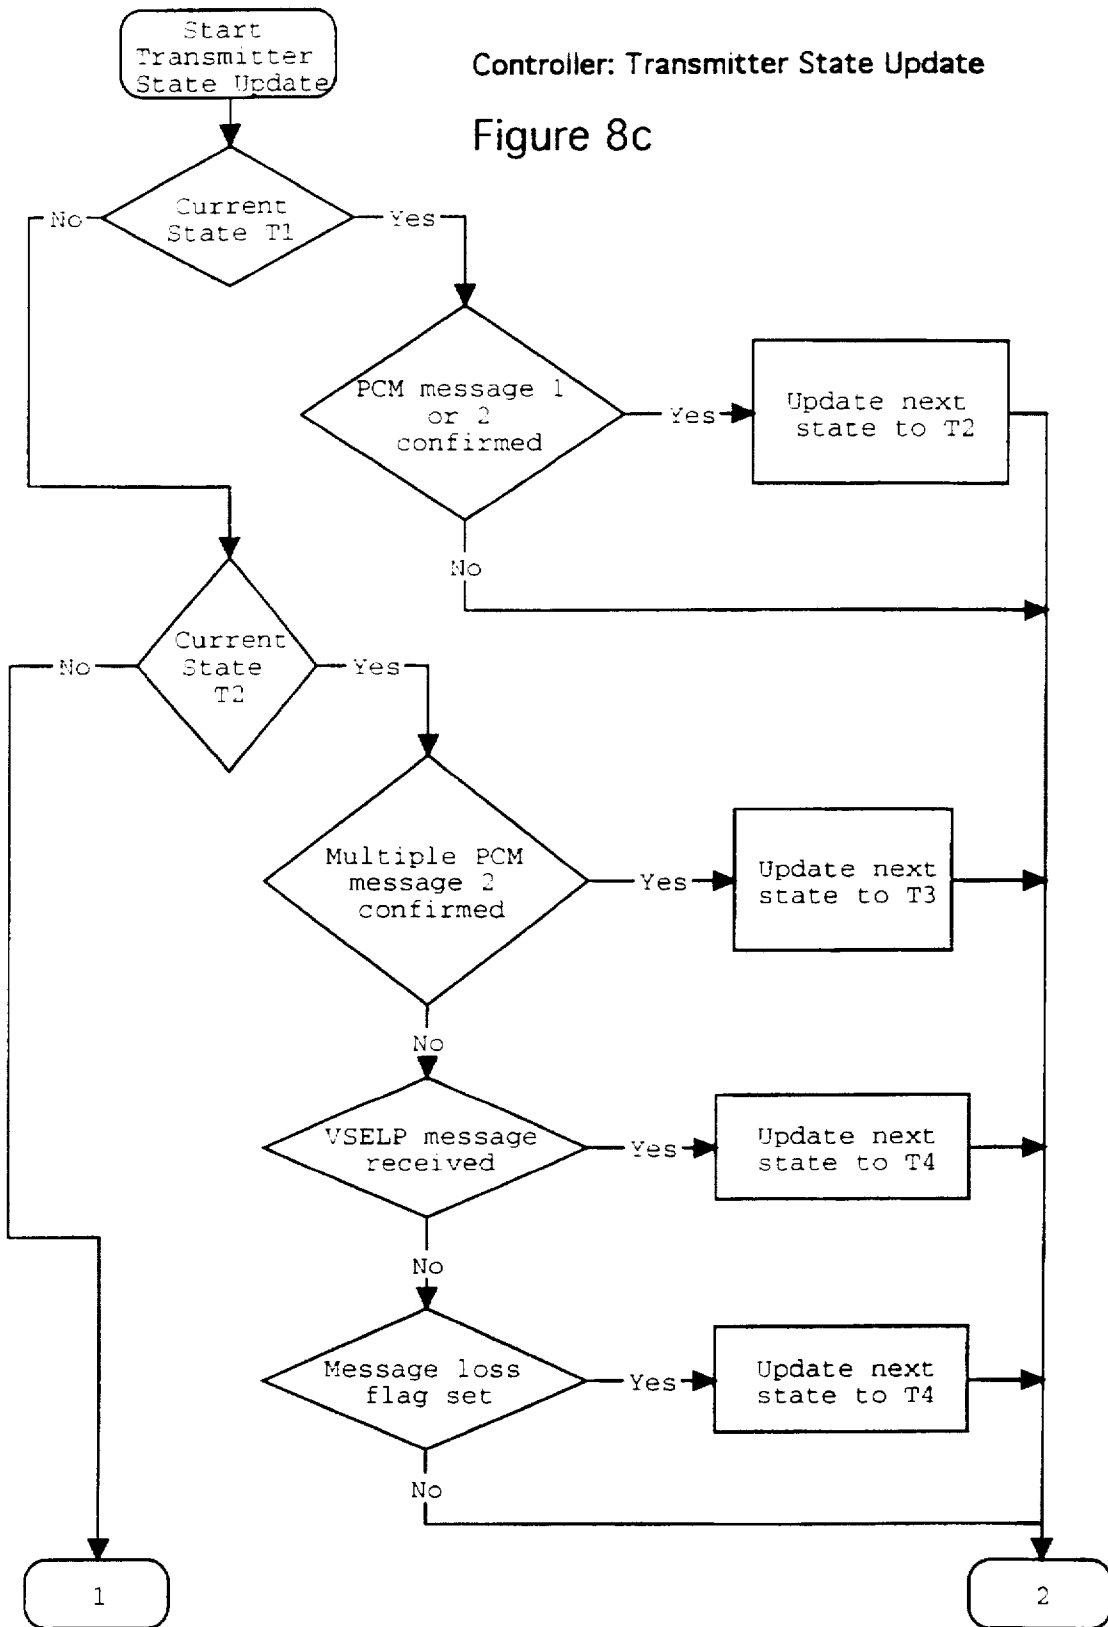 Start
Transmitter
State Update
Controller: Transmitter State Update
Figure 8c
Current
State T1
No
Yes
PCM message 1
or 2
confirmed
Yes
Update next
state to T2
No
Current
State
T2
No
Yes
Multiple PCM
message 2
confirmed
Yes
Update next
state to T3
No
VSELP message
received
Yes
Update next
state to T4
No
Message loss
flag set
Yes
Update next
state to T4
No
1
2